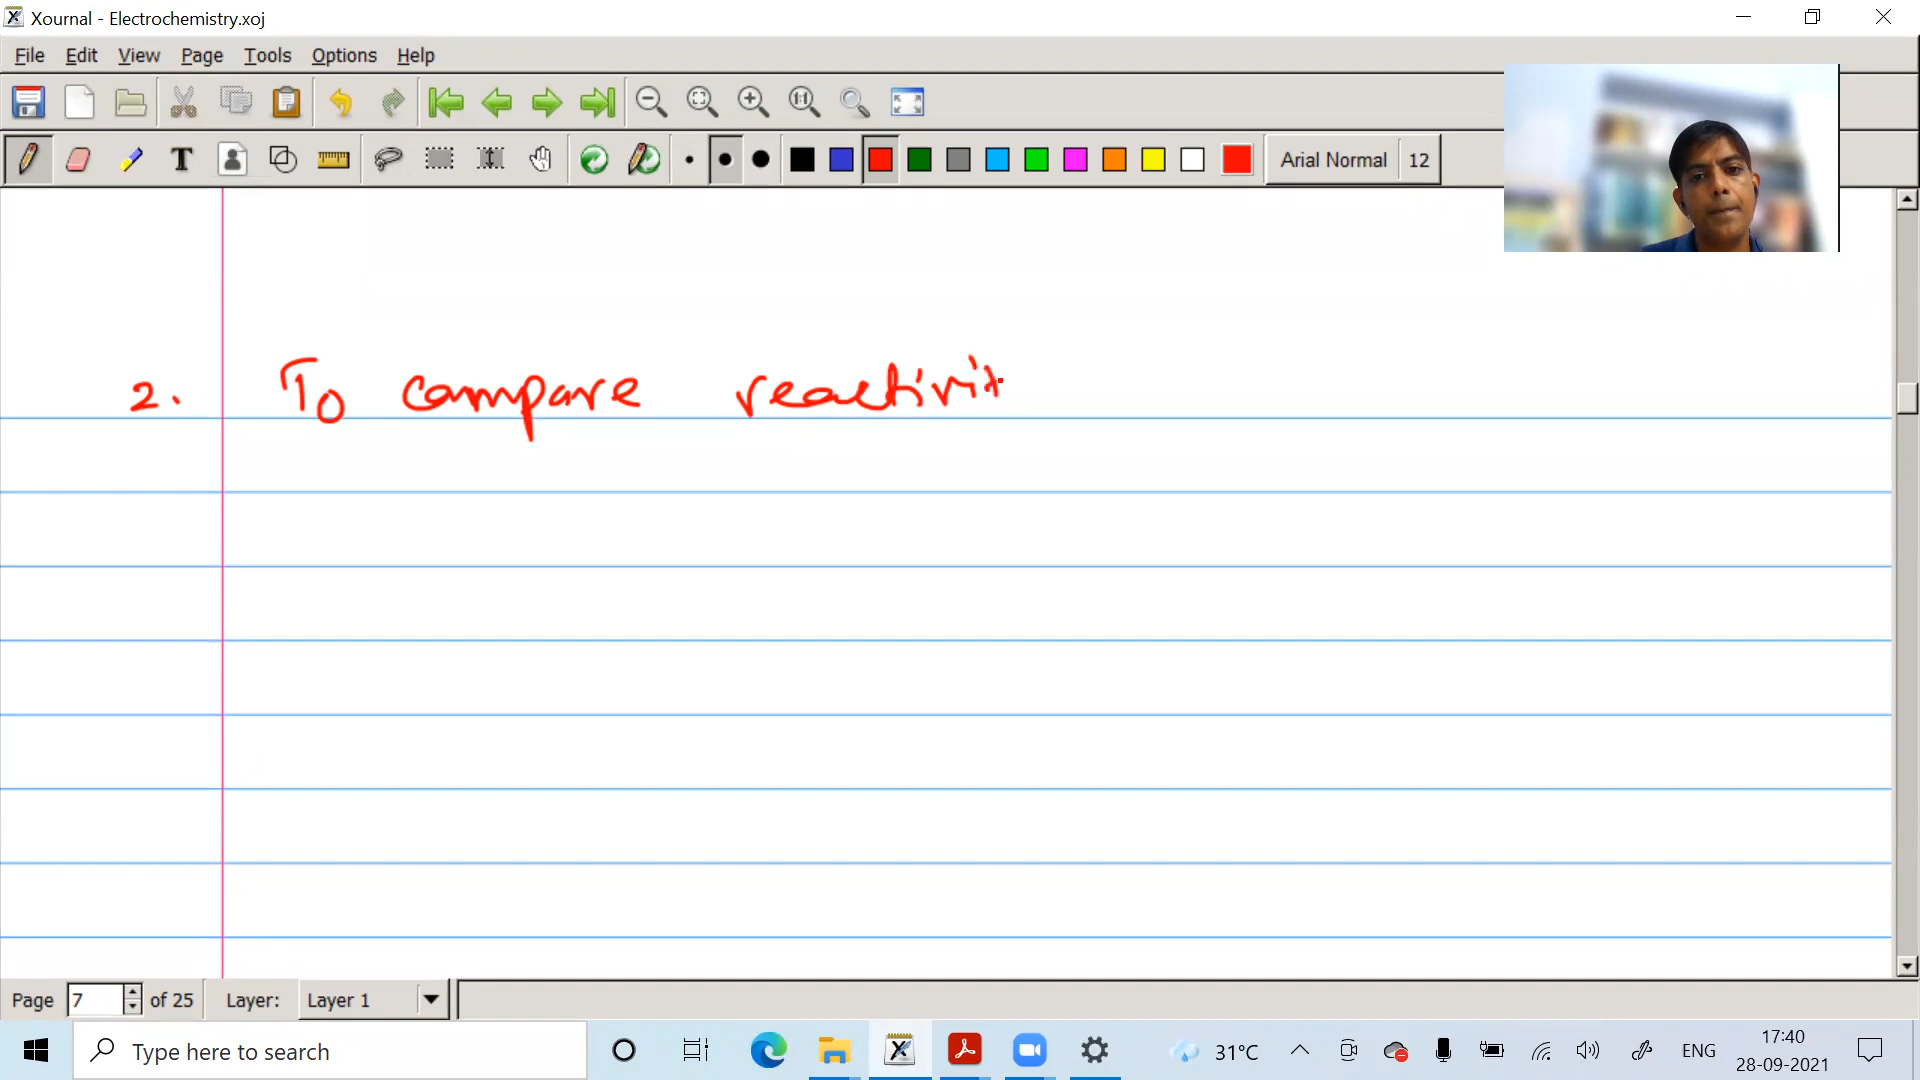 Xournal - Electrochemistry.xoj
File Edit View Page Tools Options Help
Arial Normal 12
2. To compare reactivit
Page 7 of 25 Layer: Layer 1
Type here to search
31°C ENG 17:40
28-09-2021